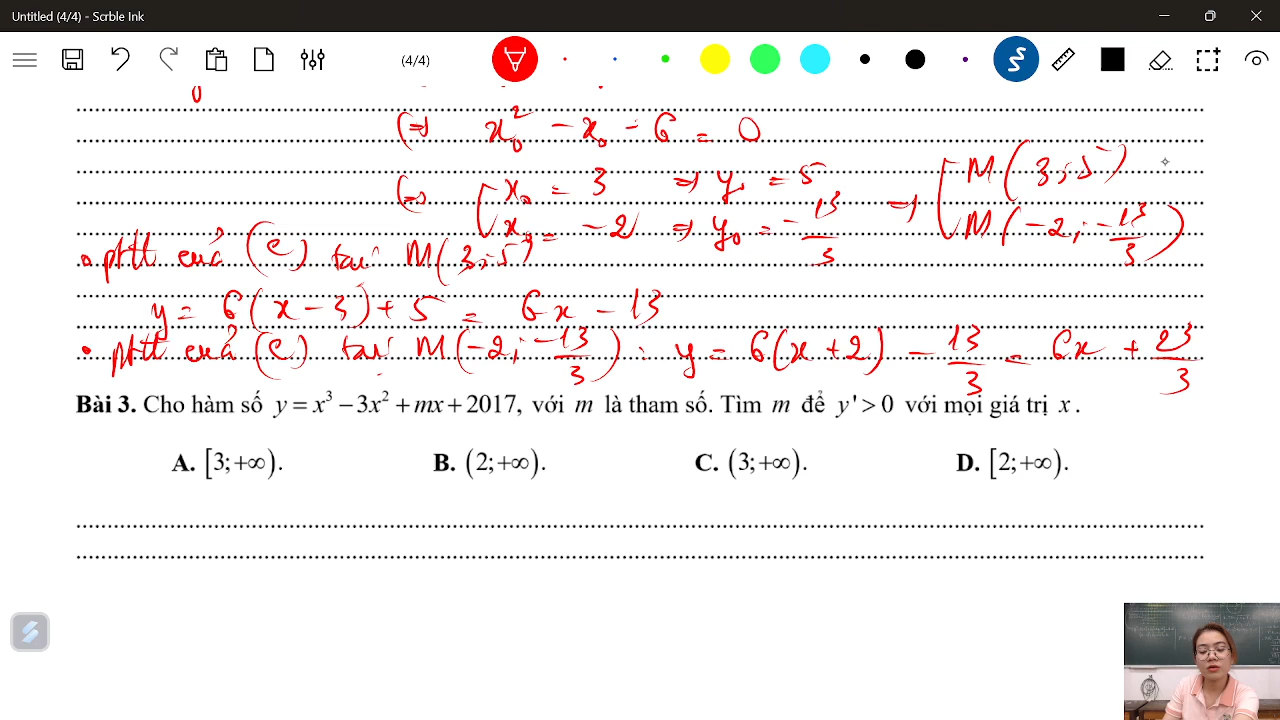 Untitled (4/4) - Scrble Ink
(4/4)
(=) x₀² - x₀ - 6 = 0
(=) [ x₀ = 3 => y₀ = 5 => [ M(3; 5)
x₀ = -2 => y₀ = -13/3 M(-2; -13/3)
• pttt của (C) tại M(3; 5)
y = 6(x - 3) + 5 = 6x - 13
• pttt của (C) tại M(-2; -13/3) : y = 6(x + 2) - 13/3 = 6x + 23/3
Bài 3. Cho hàm số y = x³ - 3x² + mx + 2017, với m là tham số. Tìm m để y' > 0 với mọi giá trị x.
A. [3; +∞). B. (2; +∞). C. (3; +∞). D. [2; +∞).